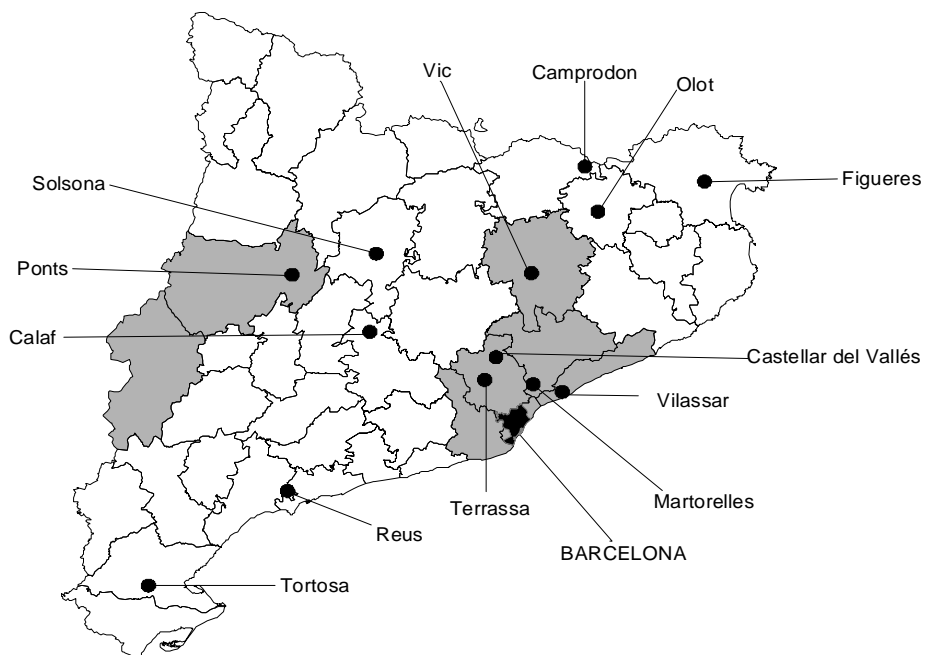 Vic
Camprodon
Olot
Solsona
Figueres
Ponts
Calaf
Castellar del Vallés
Vilassar
Terrassa
Martorelles
Reus
BARCELONA
Tortosa